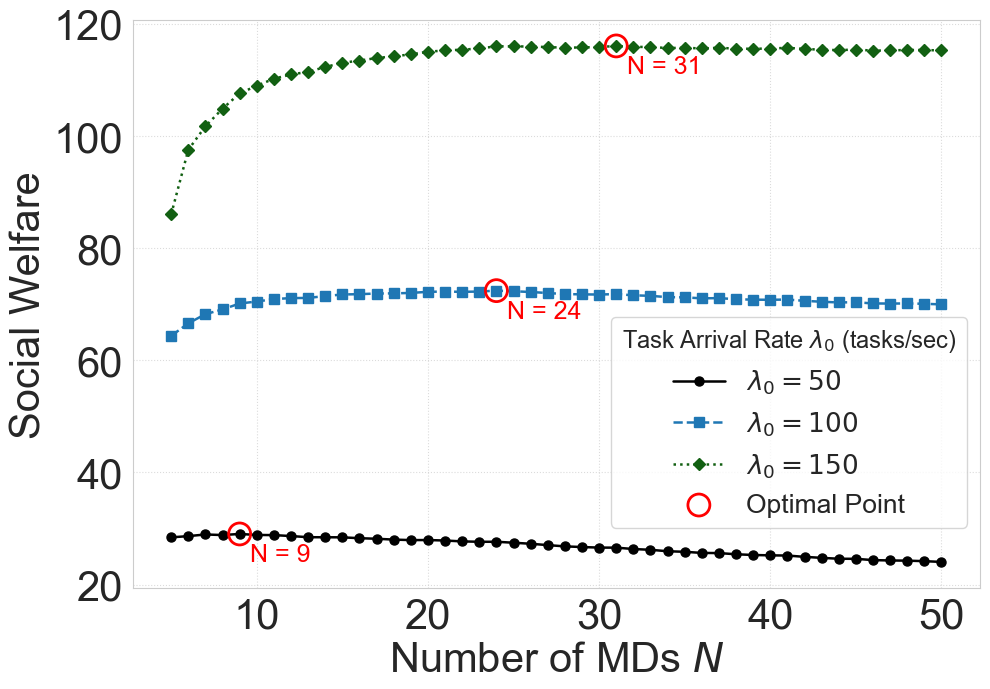 120
100
80
60
40
20
Social Welfare
N = 31
N = 24
N = 9
Task Arrival Rate λ₀ (tasks/sec)
λ₀ = 50
λ₀ = 100
λ₀ = 150
Optimal Point
10 20 30 40 50
Number of MDs N